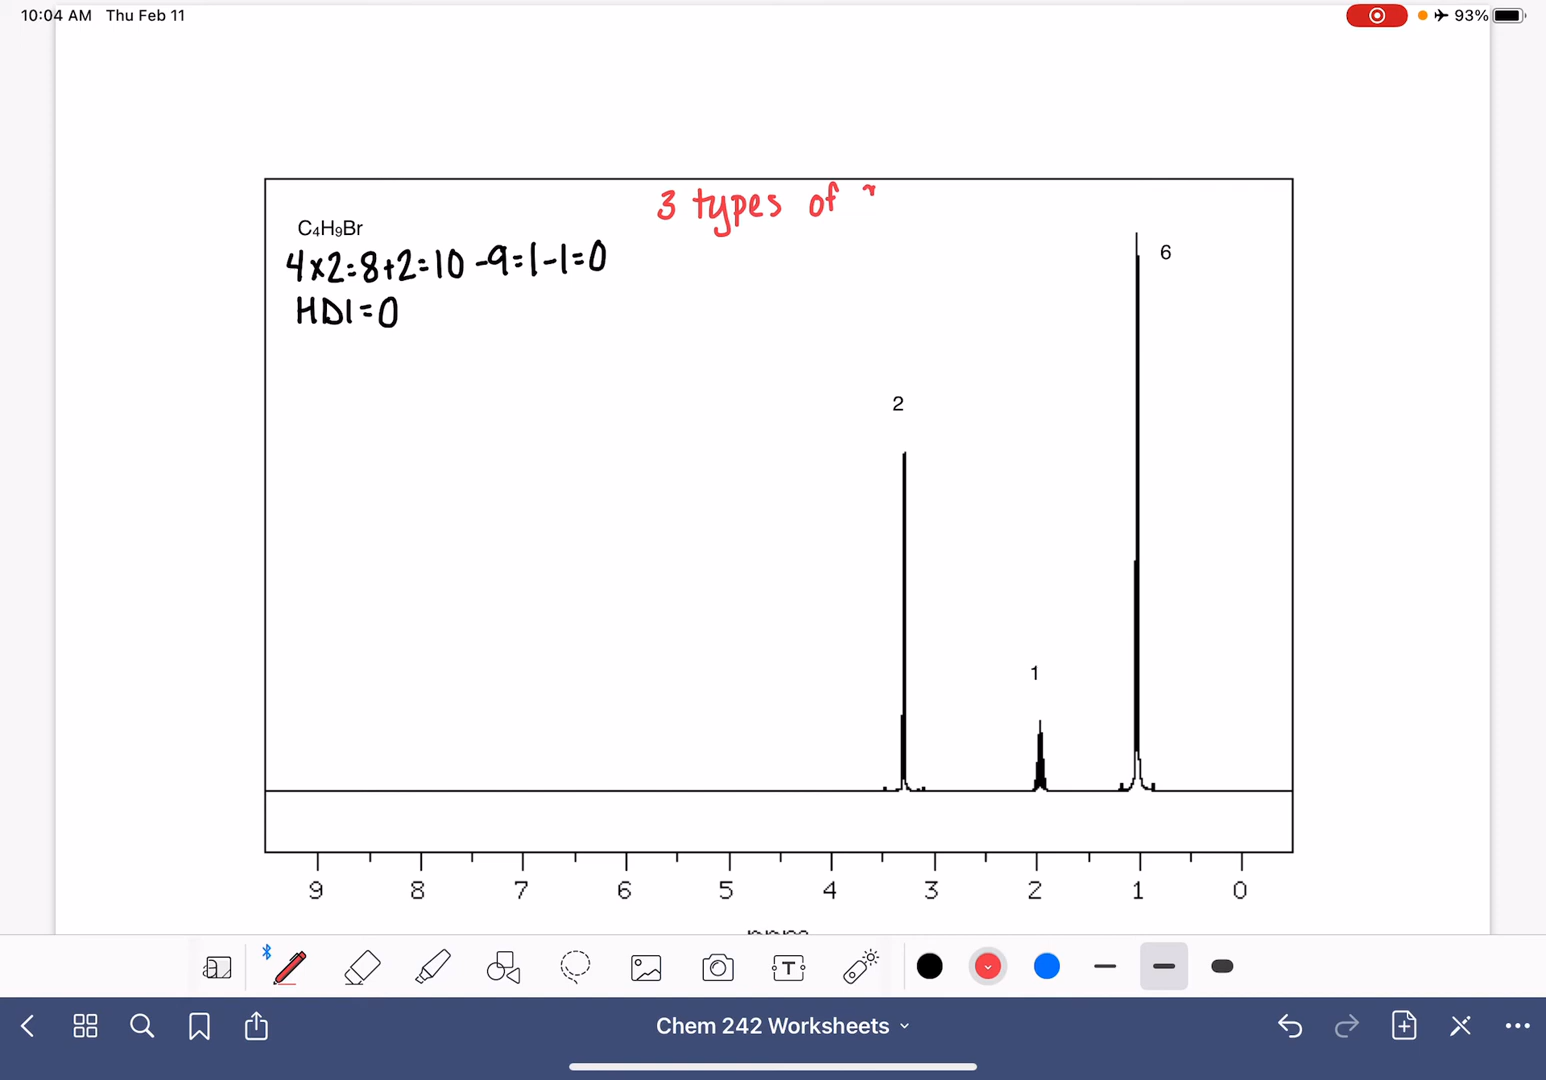 10:04 AM Thu Feb 11
93%
3 types of
C₄H₉Br
4x2=8+2=10 -9=1-1=0
HDI=0
6
2
1
9 8 7 6 5 4 3 2 1 0
T
Chem 242 Worksheets